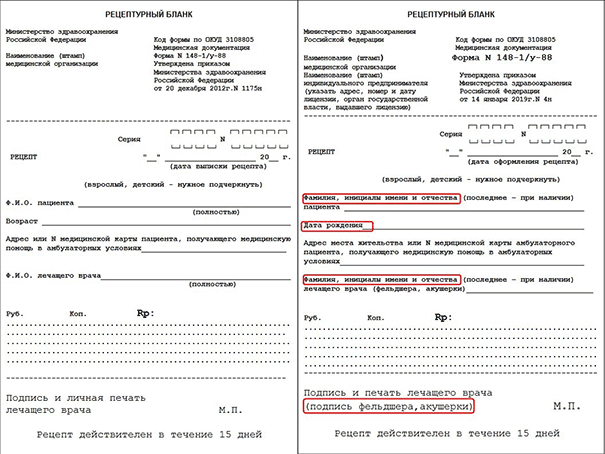 РЕЦЕПТУРНЫЙ БЛАНК
Министерство здравоохранения
Российской Федерации
Наименование (штамп)
медицинской организации
Код формы по ОКУД 3108805
Медицинская документация
Форма N 148-1/у-88
Утверждена приказом
Министерства здравоохранения
Российской Федерации
от 20 декабря 2012г.N 1175н
Серия N
РЕЦЕПТ "__" ____________ 20__ г.
(дата выписки рецепта)
(взрослый, детский - нужное подчеркнуть)
Ф.И.О. пациента
(полностью)
Возраст
Адрес или N медицинской карты пациента, получающего медицинскую
помощь в амбулаторных условиях
Ф.И.О. лечащего врача
(полностью)
Руб. Коп. Rp:
Подпись и личная печать
лечащего врача М.П.
Рецепт действителен в течение 15 дней
РЕЦЕПТУРНЫЙ БЛАНК
Министерство здравоохранения
Российской Федерации
Наименование (штамп)
медицинской организации
Наименование (штамп)
индивидуального предпринимателя
(указать адрес, номер и дату
лицензии, орган государственной
власти, выдавшего лицензию)
Код формы по ОКУД 3108805
Медицинская документация
Форма N 148-1/у-88
Утверждена приказом
Министерства здравоохранения
Российской Федерации
от 14 января 2019г.N 4н
Серия N
РЕЦЕПТ "__" ____________ 20__ г.
(дата оформления рецепта)
(взрослый, детский - нужное подчеркнуть)
Фамилия, инициалы имени и отчества (последнее – при наличии)
пациента
Дата рождения
Адрес места жительства или N медицинской карты амбулаторного
пациента, получающего медицинскую помощь в амбулаторных
условиях
Фамилия, инициалы имени и отчества (последнее – при наличии)
лечащего врача (фельдшера, акушерки)
Руб. Коп. Rp:
Подпись и печать лечащего врача
(подпись фельдшера,акушерки) М.П.
Рецепт действителен в течение 15 дней